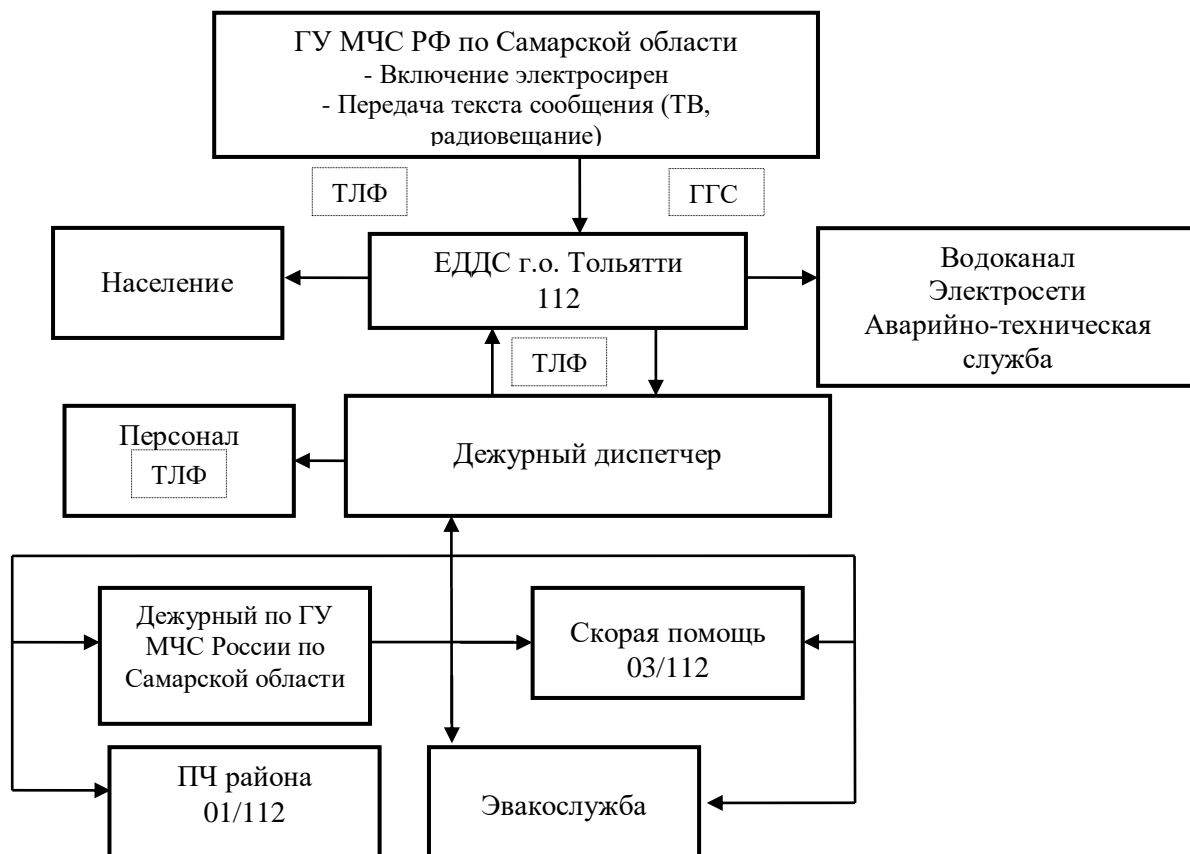 ГУ МЧС РФ по Самарской области
- Включение электросирен
- Передача текста сообщения (ТВ,
радиовещание)
ТЛФ
ГГС
Население
ЕДДС г.о. Тольятти
112
Водоканал
Электросети
Аварийно-техническая
служба
ТЛФ
Персонал
ТЛФ
Дежурный диспетчер
Дежурный по ГУ
МЧС России по
Самарской области
Скорая помощь
03/112
ПЧ района
01/112
Эвакослужба